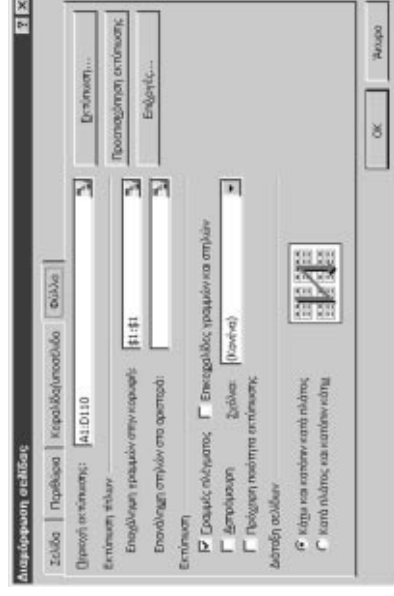 Διαμόρφωση σελίδας
Σελίδα Περιθώρια Κεφαλίδα/υποσέλιδο Φύλλο
Περιοχή εκτύπωσης: A1:D110 Εκτύπωση...
Εκτύπωση τίτλων Προεπισκόπηση εκτύπωσης
Επανάληψη γραμμών στην κορυφή: $1:$1
Επανάληψη στηλών στα αριστερά: Επιλογές...
Εκτύπωση
Γραμμές πλέγματος Επικεφαλίδες γραμμών και στηλών
Ασπρόμαυρη Σχόλια: (Κανένα)
Πρόχειρη ποιότητα εκτύπωσης
Διάταξη σελίδων
Κάτω και κατόπιν κατά πλάτος
Κατά πλάτος και κατόπιν κάτω
OK Άκυρο